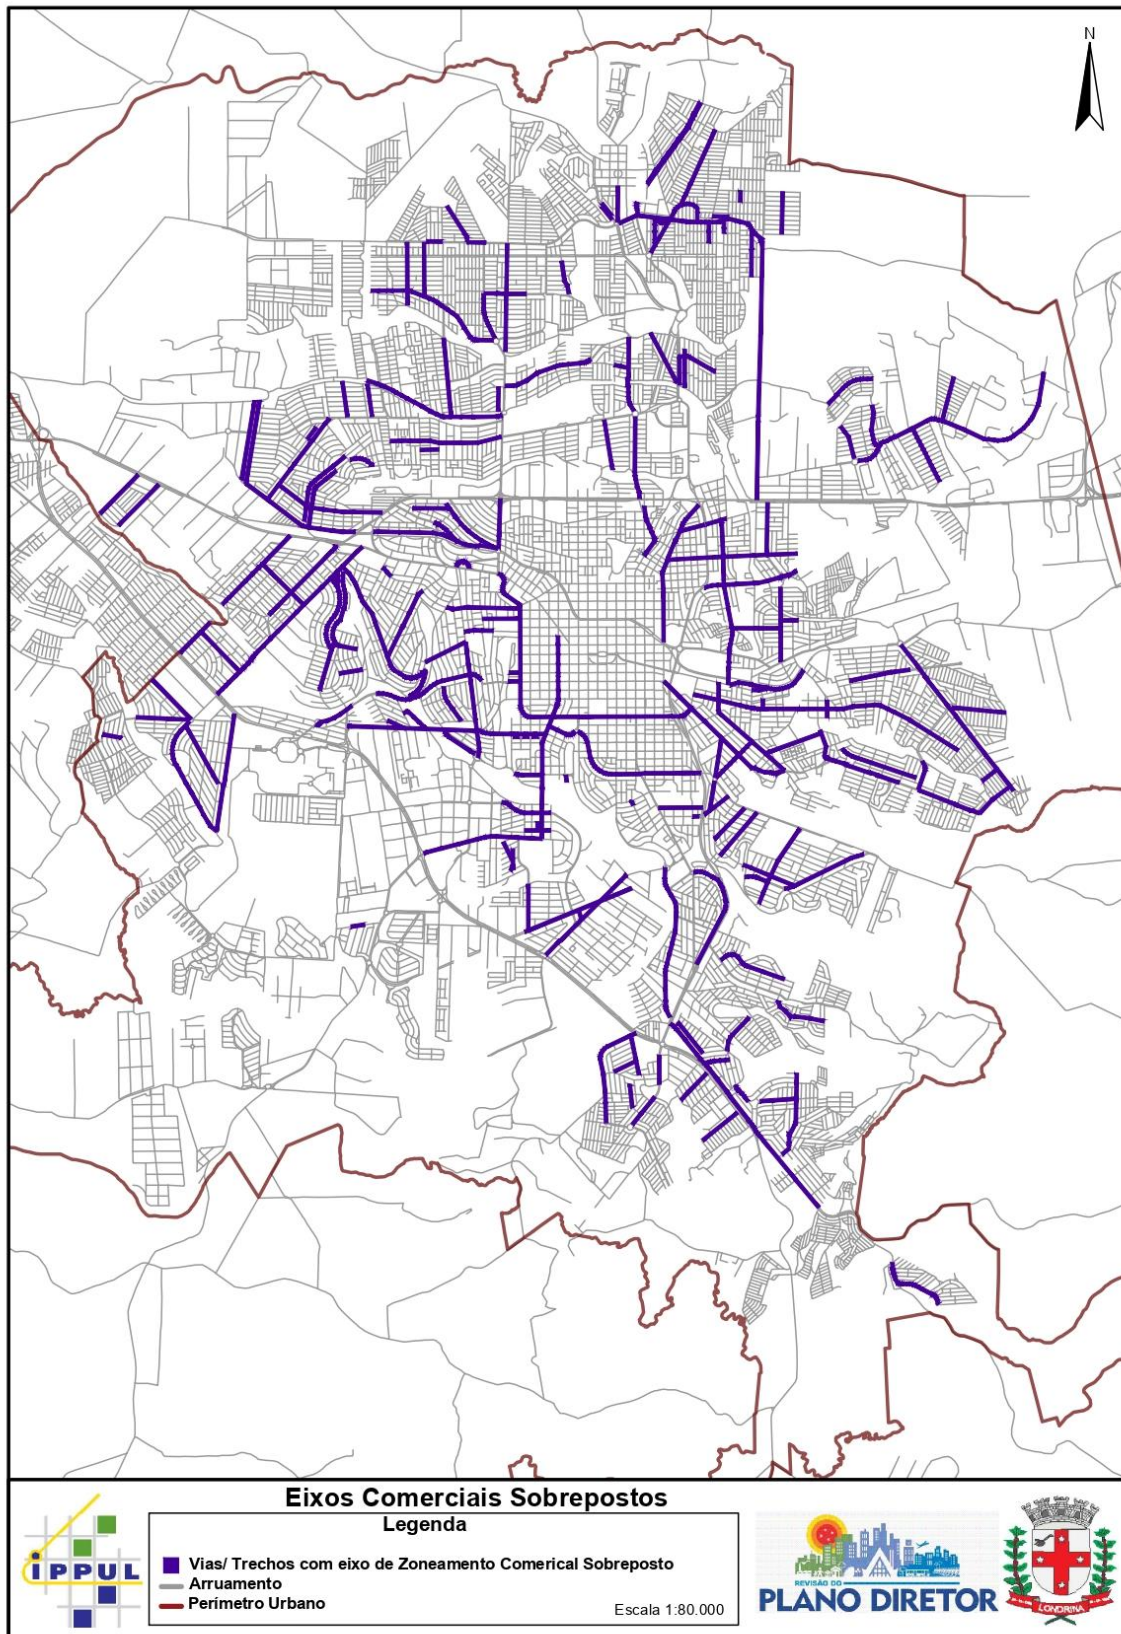 N
Eixos Comerciais Sobrepostos
Legenda
Vias/ Trechos com eixo de Zoneamento Comerical Sobreposto
Arruamento
Perímetro Urbano
Escala 1:80.000
iPPUL
REVISÃO DO
PLANO DIRETOR
LONDRINA